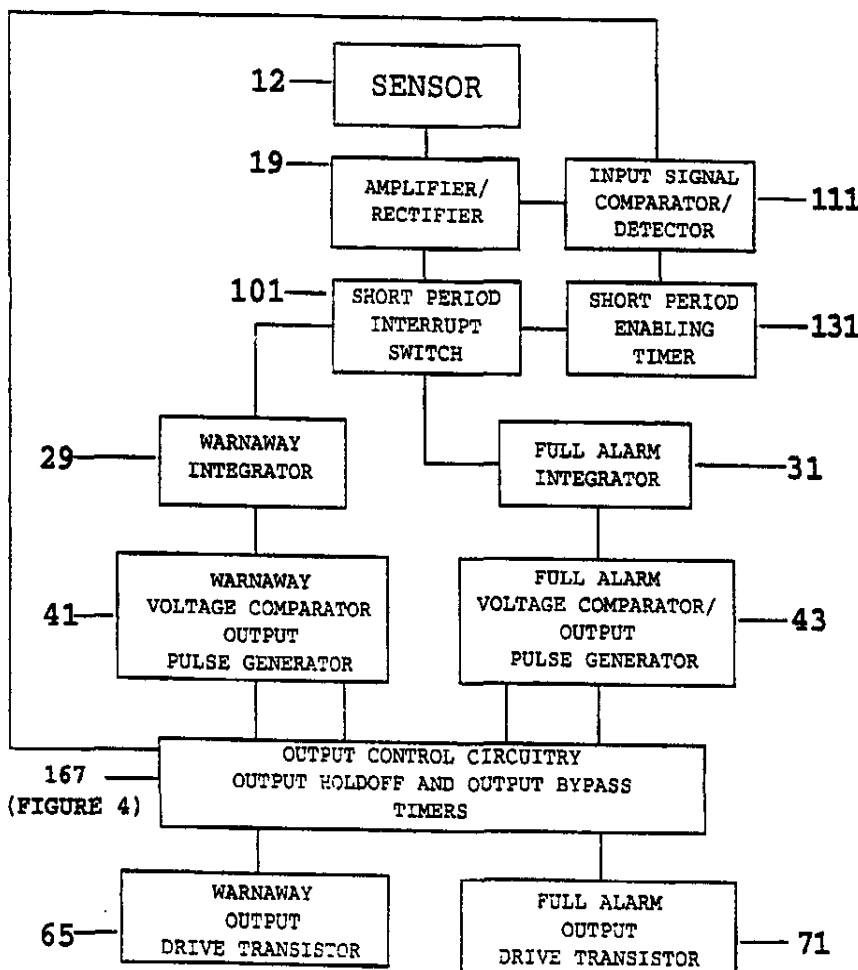 12
SENSOR
19
AMPLIFIER/
RECTIFIER
INPUT SIGNAL
COMPARATOR/
DETECTOR
111
101
SHORT PERIOD
INTERRUPT
SWITCH
SHORT PERIOD
ENABLING
TIMER
131
29
WARNAWAY
INTEGRATOR
FULL ALARM
INTEGRATOR
31
41
WARNAWAY
VOLTAGE COMPARATOR
OUTPUT
PULSE GENERATOR
FULL ALARM
VOLTAGE COMPARATOR/
OUTPUT
PULSE GENERATOR
43
167
(FIGURE 4)
OUTPUT CONTROL CIRCUITRY
OUTPUT HOLDOFF AND OUTPUT BYPASS
TIMERS
65
WARNAWAY
OUTPUT
DRIVE TRANSISTOR
FULL ALARM
OUTPUT
DRIVE TRANSISTOR
71